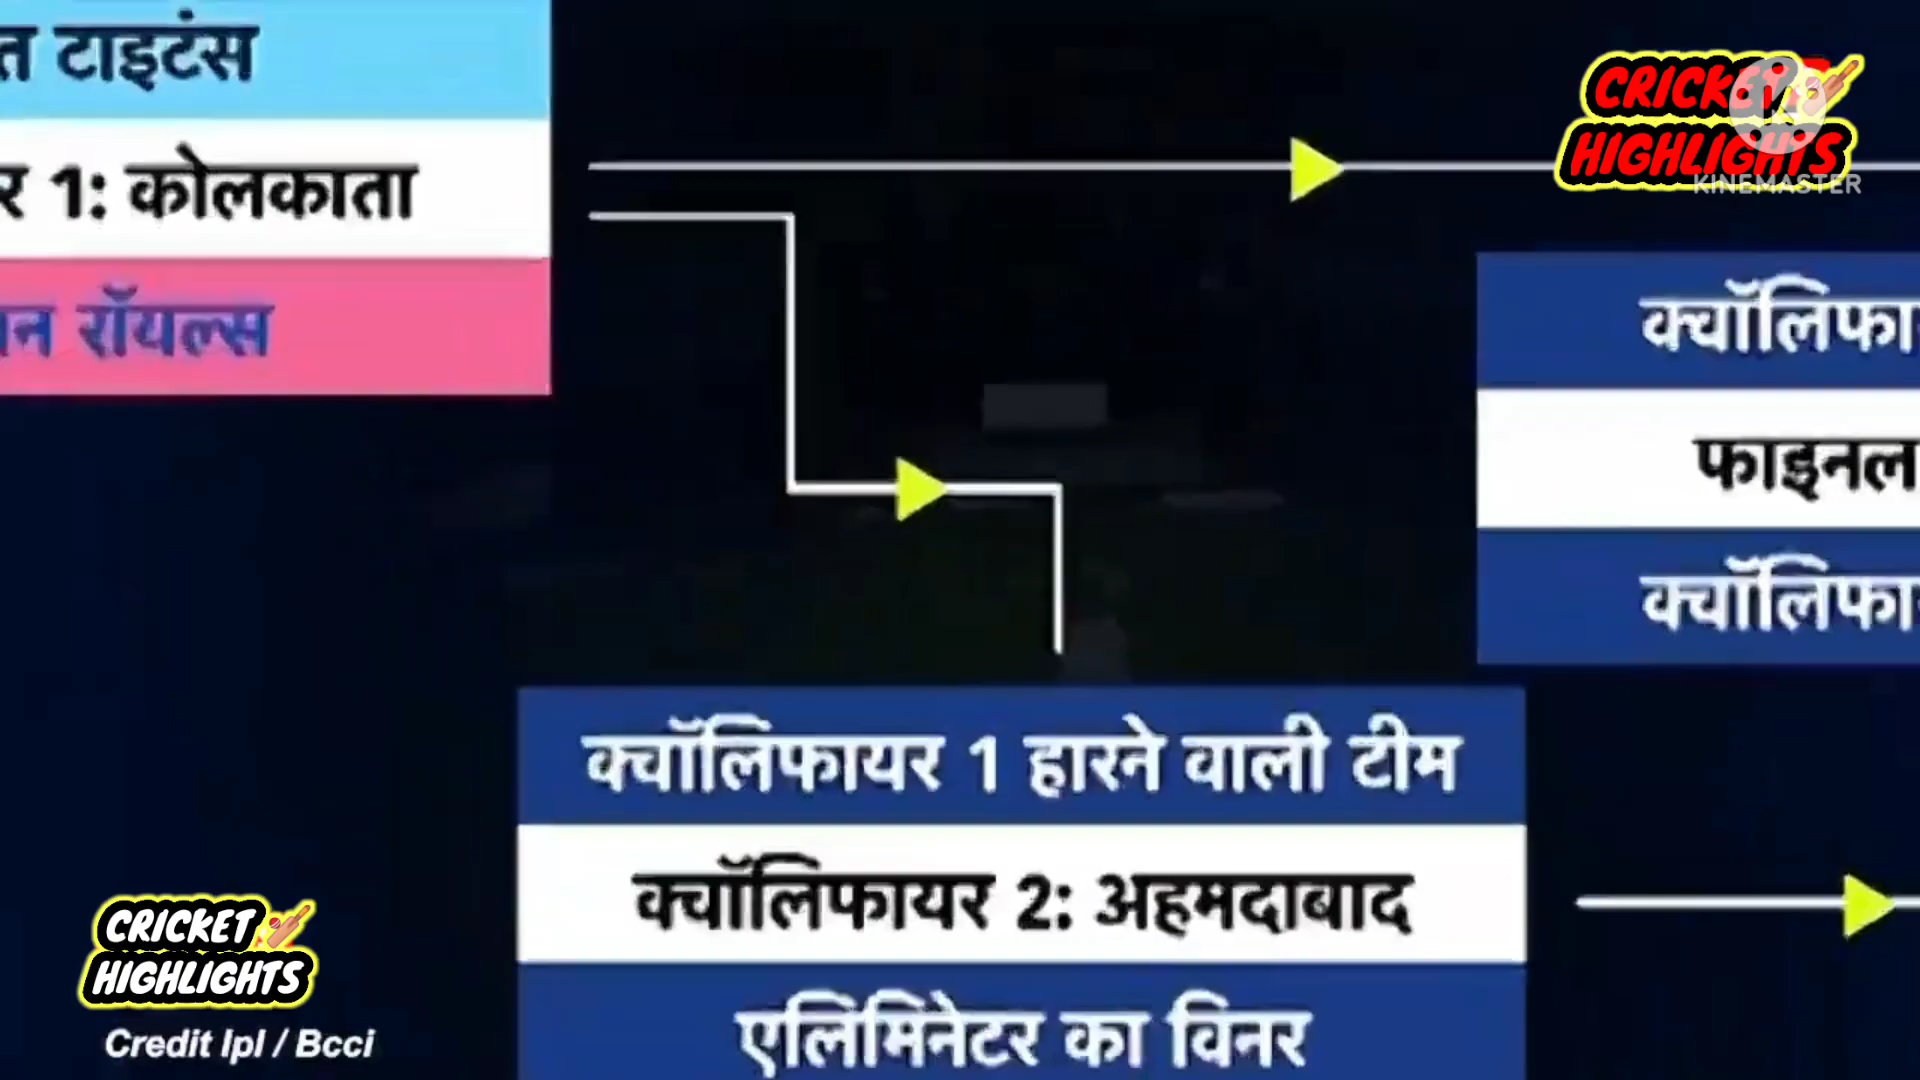 त टाइटंस
र 1: कोलकाता
न रॉयल्स
CRICKET
HIGHLIGHTS
KINEMASTER
क्वॉलिफा
फाइनल
क्वॉलिफा
क्वॉलिफायर 1 हारने वाली टीम
क्वॉलिफायर 2: अहमदाबाद
एलिमिनेटर का विनर
CRICKET
HIGHLIGHTS
Credit Ipl / Bcci